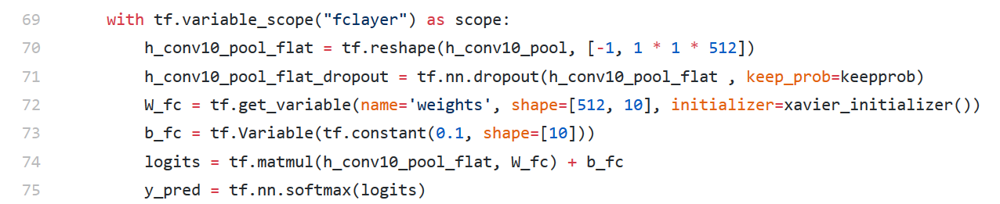 69 with tf.variable_scope("fclayer") as scope:
70 h_conv10_pool_flat = tf.reshape(h_conv10_pool, [-1, 1 * 1 * 512])
71 h_conv10_pool_flat_dropout = tf.nn.dropout(h_conv10_pool_flat , keep_prob=keepprob)
72 W_fc = tf.get_variable(name='weights', shape=[512, 10], initializer=xavier_initializer())
73 b_fc = tf.Variable(tf.constant(0.1, shape=[10]))
74 logits = tf.matmul(h_conv10_pool_flat, W_fc) + b_fc
75 y_pred = tf.nn.softmax(logits)